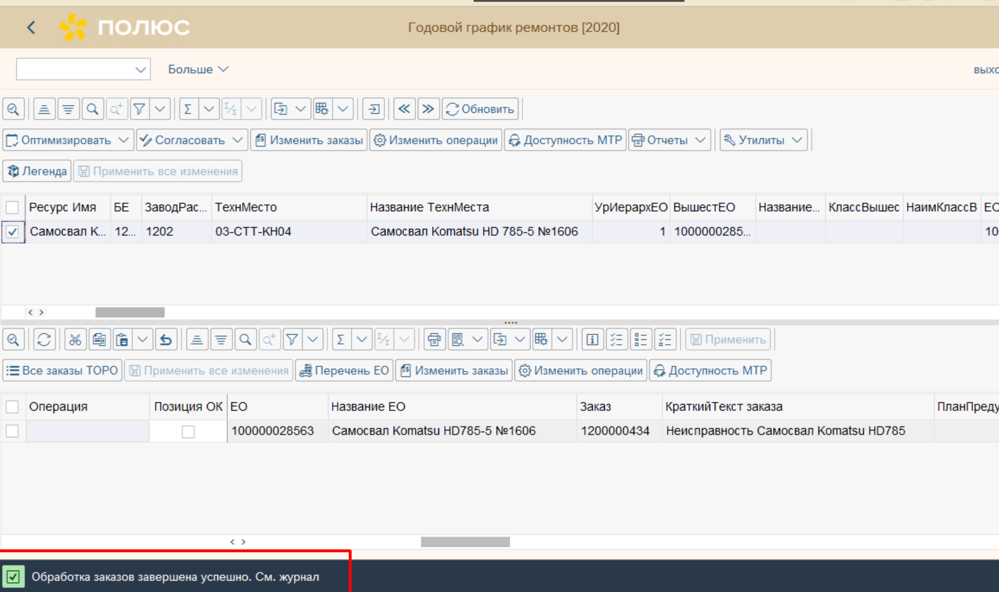 ПОЛЮС
Годовой график ремонтов [2020]
Больше
выхо
Обновить
Оптимизировать Согласовать Изменить заказы Изменить операции Доступность МТР Отчеты Утилиты
Легенда Применить все изменения
Ресурс Имя БЕ ЗаводРас... ТехнМесто Название ТехнМеста УрИерархЕО ВышестЕО Название... КлассВышес НаимКлассВ ЕО
Самосвал К... 12... 1202 03-СТТ-КН04 Самосвал Komatsu HD 785-5 №1606 1 1000000285... 10
Применить
Все заказы ТОРО Применить все изменения Перечень ЕО Изменить заказы Изменить операции Доступность МТР
Операция Позиция ОК ЕО Название ЕО Заказ КраткийТекст заказа ПланПреду
100000028563 Самосвал Komatsu HD785-5 №1606 1200000434 Неисправность Самосвал Komatsu HD785
Обработка заказов завершена успешно. См. журнал